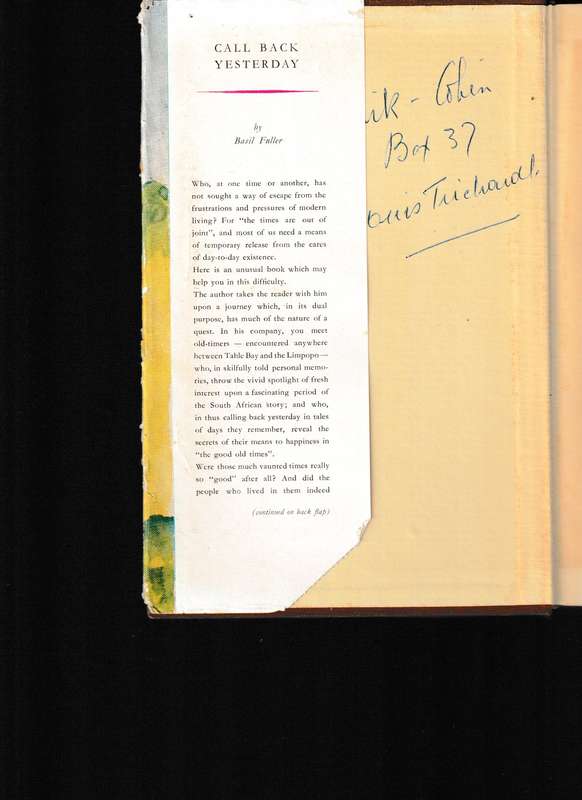 CALL BACK
YESTERDAY
by
Basil Fuller
Who, at one time or another, has
not sought a way of escape from the
frustrations and pressures of modern
living? For "the times are out of
joint", and most of us need a means
of temporary release from the cares
of day-to-day existence.
Here is an unusual book which may
help you in this difficulty.
The author takes the reader with him
upon a journey which, in its dual
purpose, has much of the nature of a
quest. In his company, you meet
old-timers — encountered anywhere
between Table Bay and the Limpopo—
who, in skilfully told personal memo-
ries, throw the vivid spotlight of fresh
interest upon a fascinating period of
the South African story; and who,
in thus calling back yesterday in tales
of days they remember, reveal the
secrets of their means to happiness in
"the good old times".
Were those much vaunted times really
so "good" after all? And did the
people who lived in them indeed
(continued on back flap)
ik - Cohen
Box 37
ouis Trichardt.